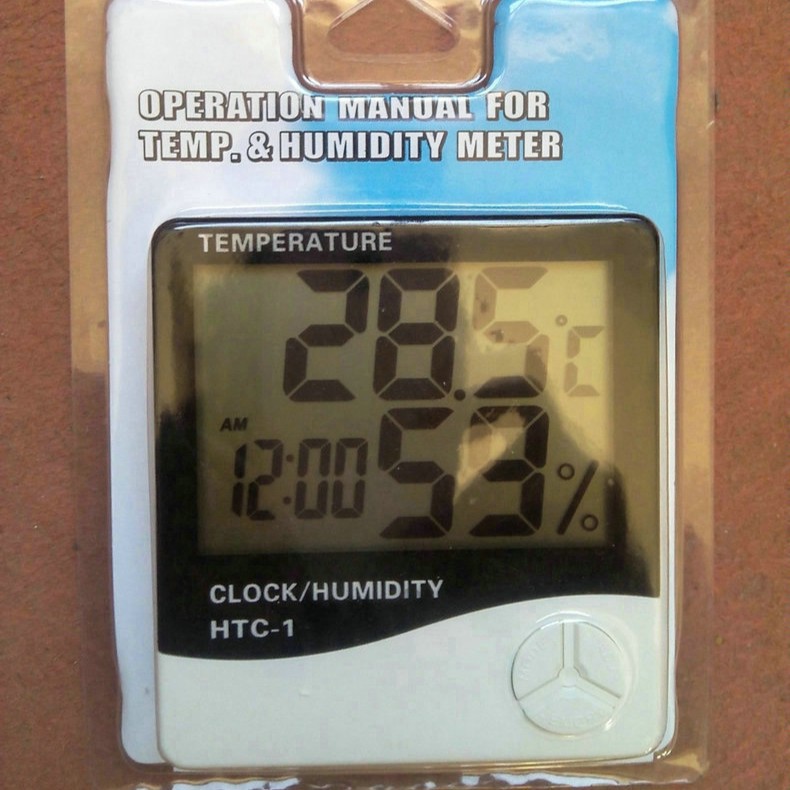 OPERATION MANUAL FOR
TEMP. & HUMIDITY METER
TEMPERATURE
28.5°C
AM
12:00 53%
CLOCK/HUMIDITY
HTC-1